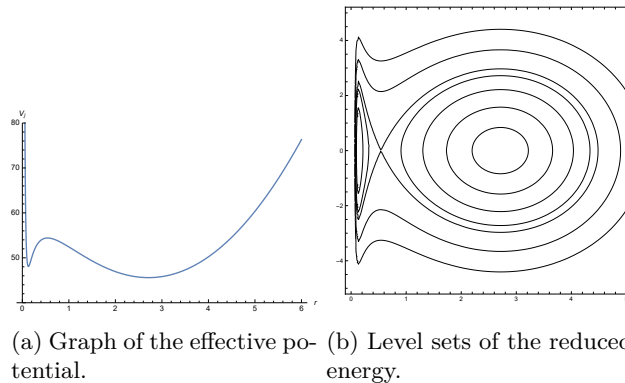 V_j
80
70
60
50
0 1 2 3 4 5 6 r
4
2
0
-2
-4
0 1 2 3 4 5
(a) Graph of the effective po- (b) Level sets of the reduced
tential. energy.